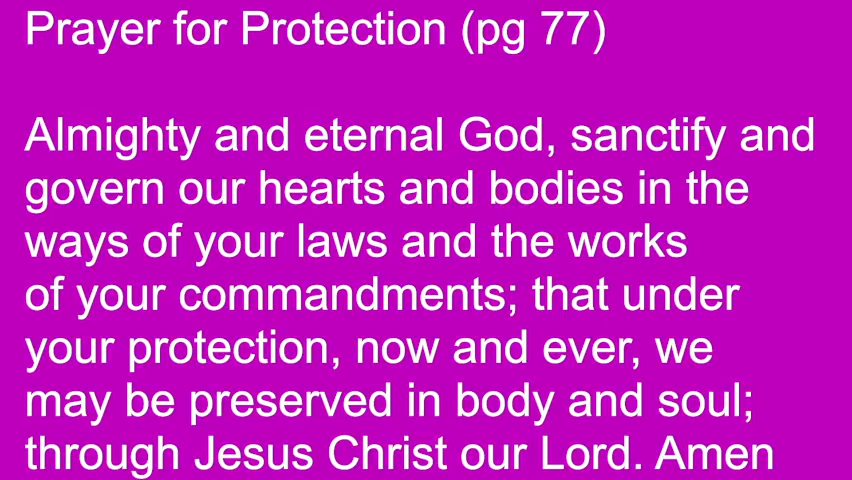 Prayer for Protection (pg 77)
Almighty and eternal God, sanctify and
govern our hearts and bodies in the
ways of your laws and the works
of your commandments; that under
your protection, now and ever, we
may be preserved in body and soul;
through Jesus Christ our Lord. Amen